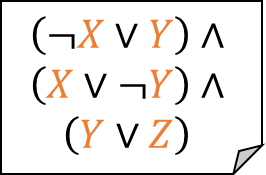 (¬X ∨ Y) ∧
(X ∨ ¬Y) ∧
(Y ∨ Z)